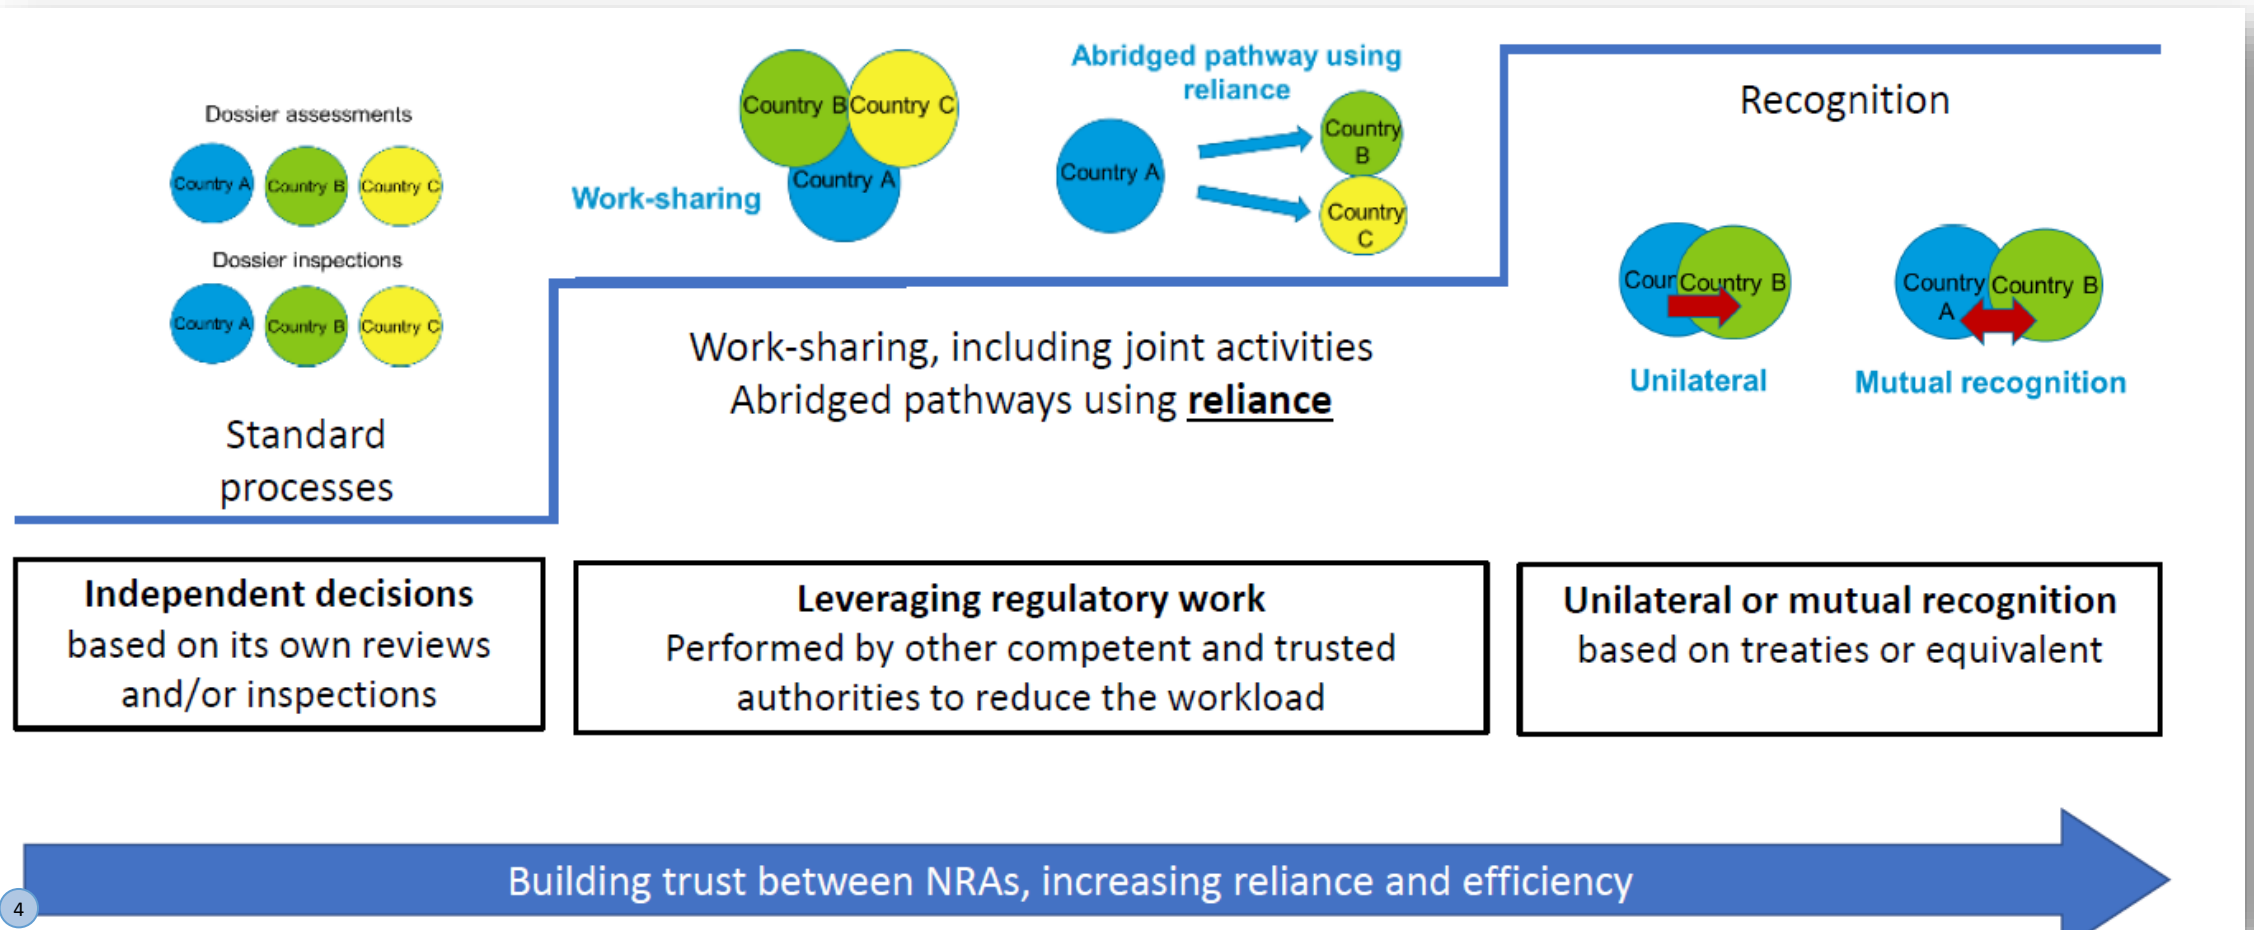 Dossier assessments
Country A
Country B
Country C
Dossier inspections
Country A
Country B
Country C
Standard
processes
Country B
Country C
Country A
Work-sharing
Abridged pathway using
reliance
Country A
Country
B
Country
C
Work-sharing, including joint activities
Abridged pathways using reliance
Recognition
Cour
Country B
Unilateral
Country
A
Country B
Mutual recognition
Independent decisions
based on its own reviews
and/or inspections
Leveraging regulatory work
Performed by other competent and trusted
authorities to reduce the workload
Unilateral or mutual recognition
based on treaties or equivalent
Building trust between NRAs, increasing reliance and efficiency
4